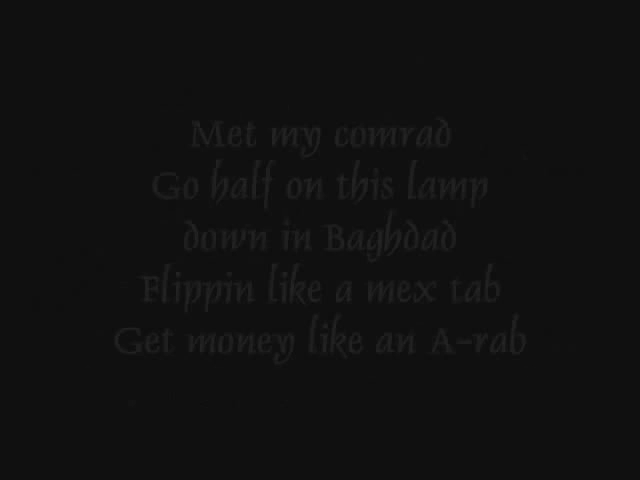 Met my comrad
Go half on this lamp
down in Baghdad
Flippin like a mex tab
Get money like an A-rab